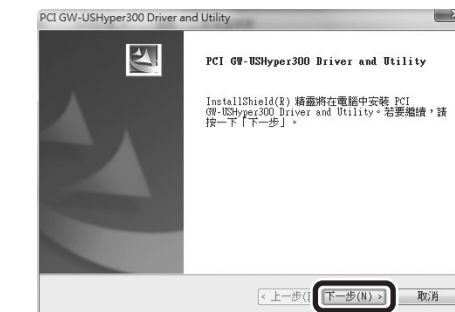 PCI GW-USHyper300 Driver and Utility
PCI GW-USHyper300 Driver and Utility
InstallShield(R) 精靈將在電腦中安裝 PCI
GW-USHyper300 Driver and Utility。若要繼續，請
按一下「下一步」。
< 上一步(
下一步(N) >
取消